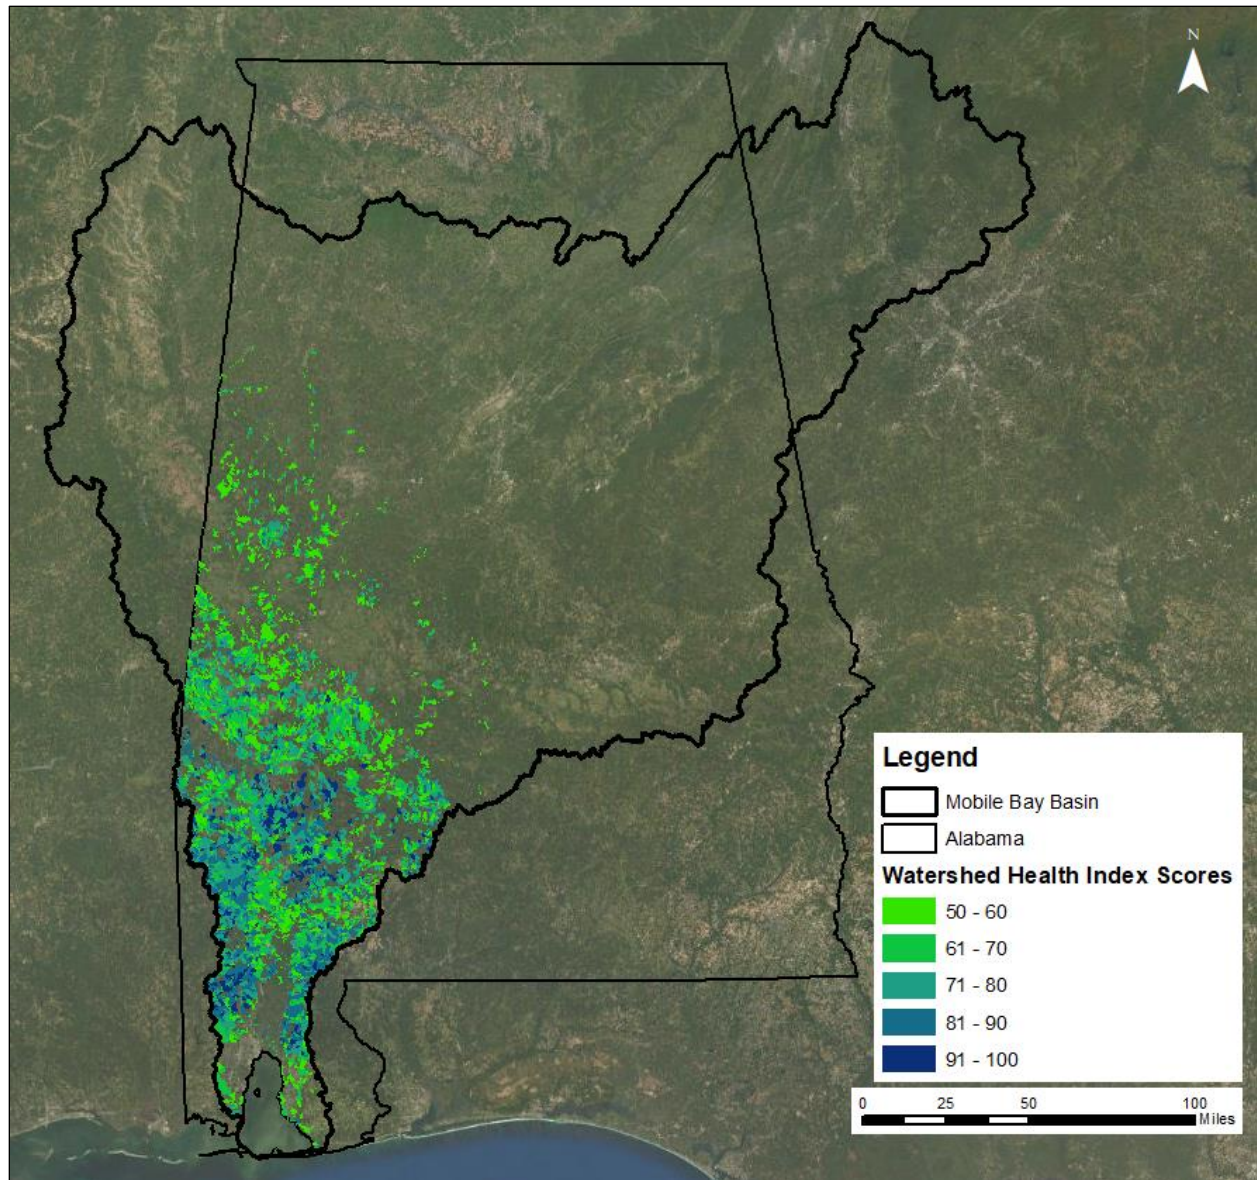 N
Legend
Mobile Bay Basin
Alabama
Watershed Health Index Scores
50 - 60
61 - 70
71 - 80
81 - 90
91 - 100
0 25 50 100
Miles